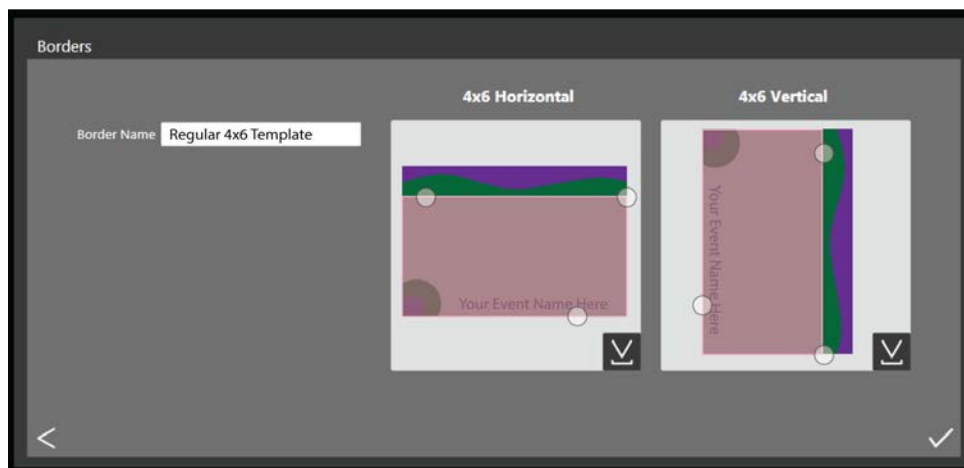 Borders
4x6 Horizontal
4x6 Vertical
Border Name
Regular 4x6 Template
Your Event Name Here
Your Event Name Here